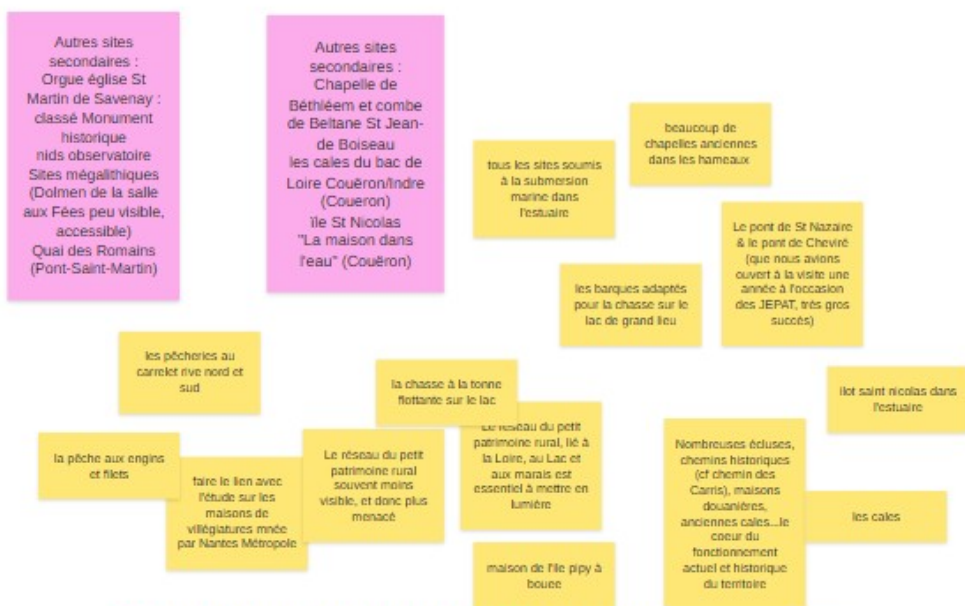 Autres sites
secondaires :
Orgue église St
Martin de Savenay :
classé Monument
historique
nids observatoire
Sites mégalithiques
(Dolmen de la salle
aux Fées peu visible,
accessible)
Quai des Romains
(Pont-Saint-Martin)
Autres sites
secondaires :
Chapelle de
Béthléem et combe
de Beltane St Jean-
de Boiseau
les cales du bac de
Loire Couëron/Indre
(Coueron)
île St Nicolas
"La maison dans
l'eau" (Couëron)
tous les sites soumis
à la submersion
marine dans
l'estuaire
beaucoup de
chapelles anciennes
dans les hameaux
Le pont de St Nazaire
& le pont de Cheviré
(que nous avions
ouvert à la visite une
année à l'occasion
des JEPAT, très gros
succès)
les barques adaptés
pour la chasse sur le
lac de grand lieu
les pêcheries au
carrelet rive nord et
sud
la chasse à la tonne
flottante sur le lac
ilot saint nicolas dans
l'estuaire
la pêche aux engins
et filets
faire le lien avec
l'étude sur les
maisons de
villégiatures mnée
par Nantes Métropole
Le réseau du petit
patrimoine rural
souvent moins
visible, et donc plus
menacé
Le réseau du petit
patrimoine rural, lié à
la Loire, au Lac et
aux marais est
essentiel à mettre en
lumière
Nombreuses écluses,
chemins historiques
(cf chemin des
Carris), maisons
douanières,
anciennes cales...le
coeur du
fonctionnement
actuel et historique
du territoire
les cales
maison de l'île pipy à
bouee